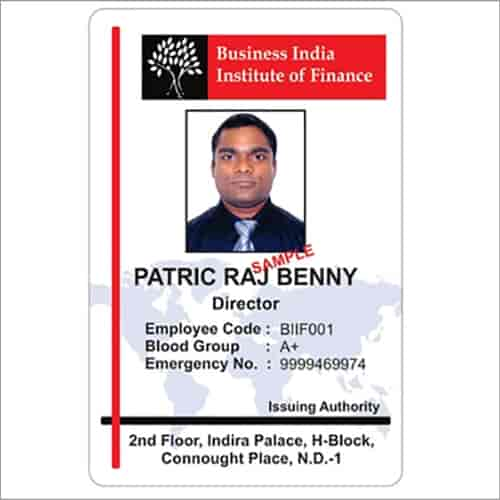 Business India
Institute of Finance
SAMPLE
PATRIC RAJ BENNY
Director
Employee Code : BIIF001
Blood Group : A+
Emergency No. : 9999469974
Issuing Authority
2nd Floor, Indira Palace, H-Block,
Connought Place, N.D.-1